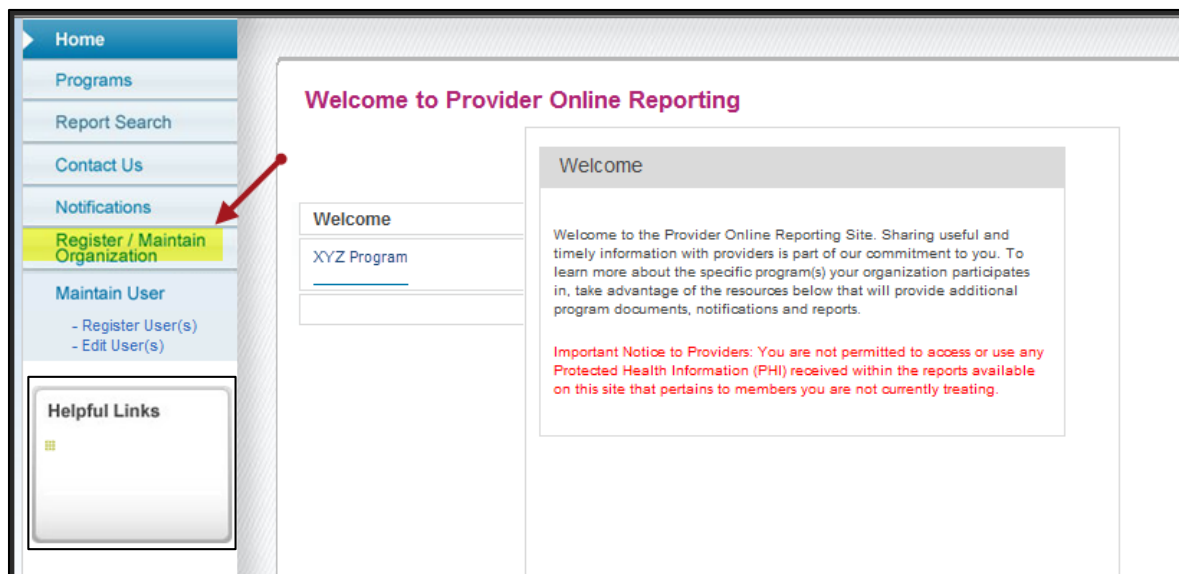 Home
Programs
Report Search
Contact Us
Notifications
Register / Maintain
Organization
Maintain User
- Register User(s)
- Edit User(s)
Helpful Links
Welcome to Provider Online Reporting
Welcome
XYZ Program
Welcome
Welcome to the Provider Online Reporting Site. Sharing useful and
timely information with providers is part of our commitment to you. To
learn more about the specific program(s) your organization participates
in, take advantage of the resources below that will provide additional
program documents, notifications and reports.
Important Notice to Providers: You are not permitted to access or use any
Protected Health Information (PHI) received within the reports available
on this site that pertains to members you are not currently treating.